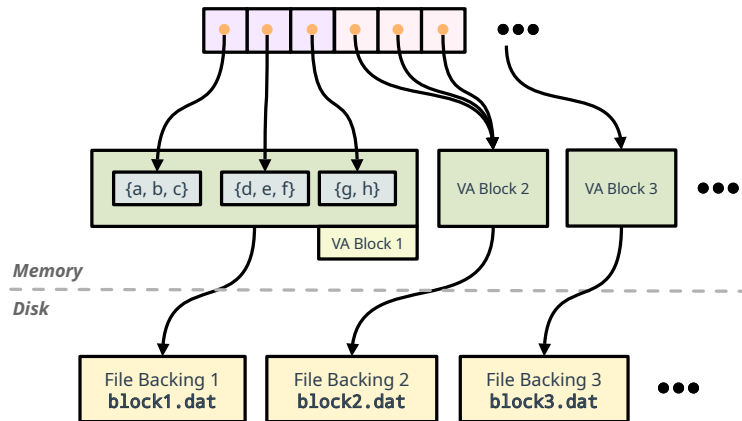 {a, b, c}
{d, e, f}
{g, h}
VA Block 2
VA Block 3
VA Block 1
Memory
Disk
File Backing 1
block1.dat
File Backing 2
block2.dat
File Backing 3
block3.dat